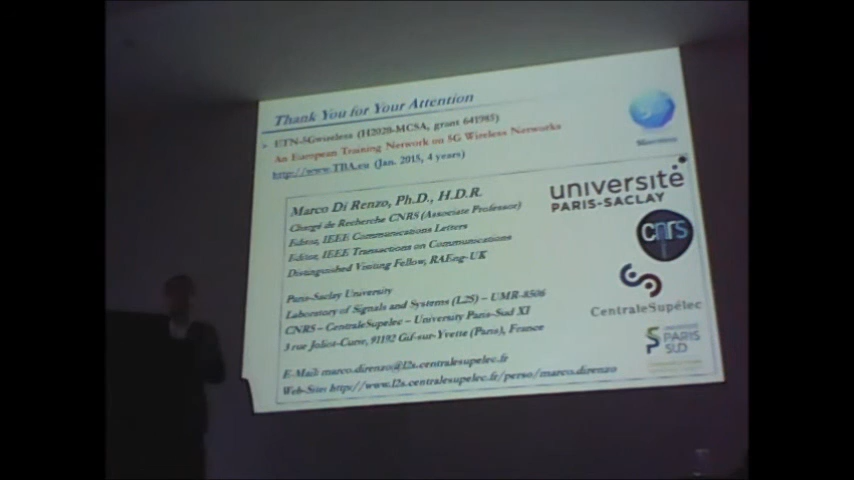 Thank You for Your Attention
ETN-5Gwireless (H2020-MCSA, grant 641985)
An European Training Network on 5G Wireless Networks
http://www.TBA.eu (Jan. 2015, 4 years)
Marco Di Renzo, Ph.D., H.D.R.
Chargé de Recherche CNRS (Associate Professor)
Editor, IEEE Communications Letters
Editor, IEEE Transactions on Communications
Distinguished Visiting Fellow, RAEng-UK
Paris-Saclay University
Laboratory of Signals and Systems (L2S) – UMR-8506
CNRS – CentraleSupelec – University Paris-Sud XI
3 rue Joliot-Curie, 91192 Gif-sur-Yvette (Paris), France
E-Mail: marco.direnzo@l2s.centralesupelec.fr
Web-Site: http://www.l2s.centralesupelec.fr/perso/marco.direnzo
université
PARIS-SACLAY
cnrs
CentraleSupélec
UNIVERSITÉ
PARIS
SUD